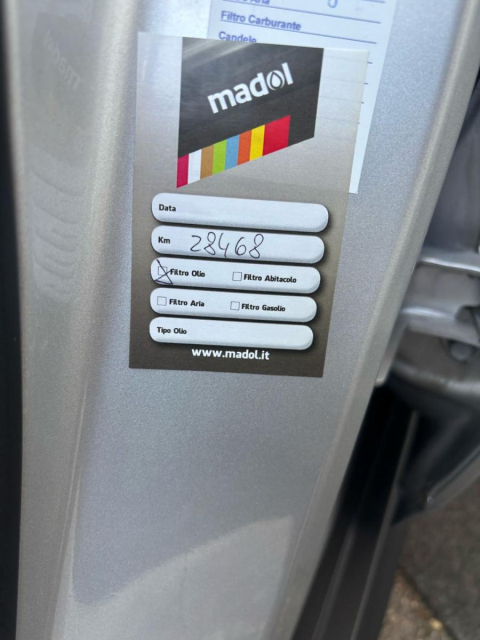 Filtro Carburante
Candele
madol
Data
Km 28468
Filtro Olio Filtro Abitacolo
Filtro Aria Filtro Gasolio
Tipo Olio
www.madol.it